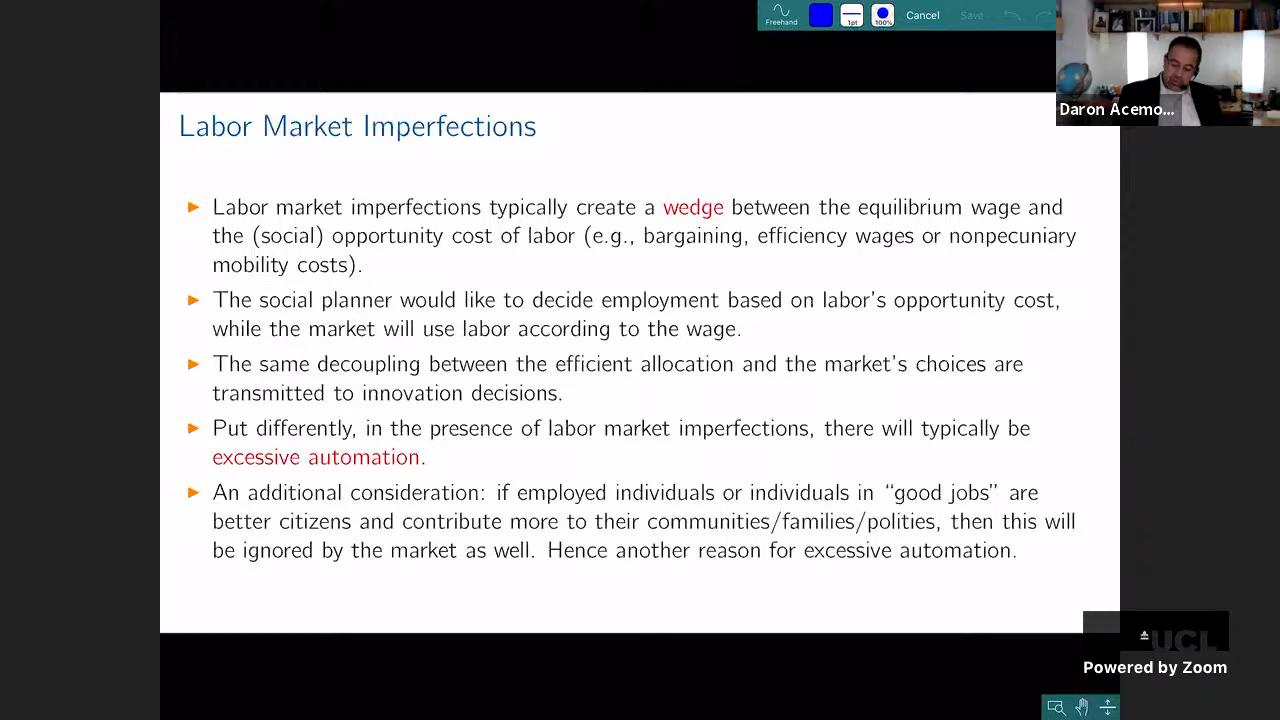 Freehand
1pt
100%
Cancel
Save
Daron Acemo...
Labor Market Imperfections
Labor market imperfections typically create a wedge between the equilibrium wage and
the (social) opportunity cost of labor (e.g., bargaining, efficiency wages or nonpecuniary
mobility costs).
The social planner would like to decide employment based on labor's opportunity cost,
while the market will use labor according to the wage.
The same decoupling between the efficient allocation and the market's choices are
transmitted to innovation decisions.
Put differently, in the presence of labor market imperfections, there will typically be
excessive automation.
An additional consideration: if employed individuals or individuals in “good jobs” are
better citizens and contribute more to their communities/families/polities, then this will
be ignored by the market as well. Hence another reason for excessive automation.
UCL
Powered by Zoom